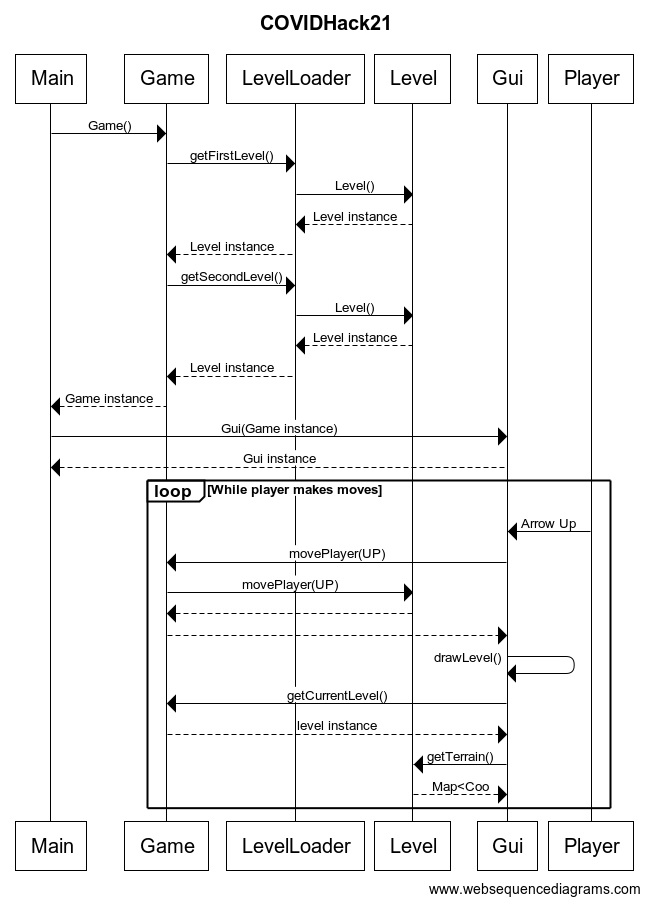 COVIDHack21
Main Game LevelLoader Level Gui Player
Game()
getFirstLevel()
Level()
Level instance
Level instance
getSecondLevel()
Level()
Level instance
Level instance
Game instance
Gui(Game instance)
Gui instance
loop [While player makes moves]
Arrow Up
movePlayer(UP)
movePlayer(UP)
drawLevel()
getCurrentLevel()
level instance
getTerrain()
Map<Coo
Main Game LevelLoader Level Gui Player
www.websequencediagrams.com